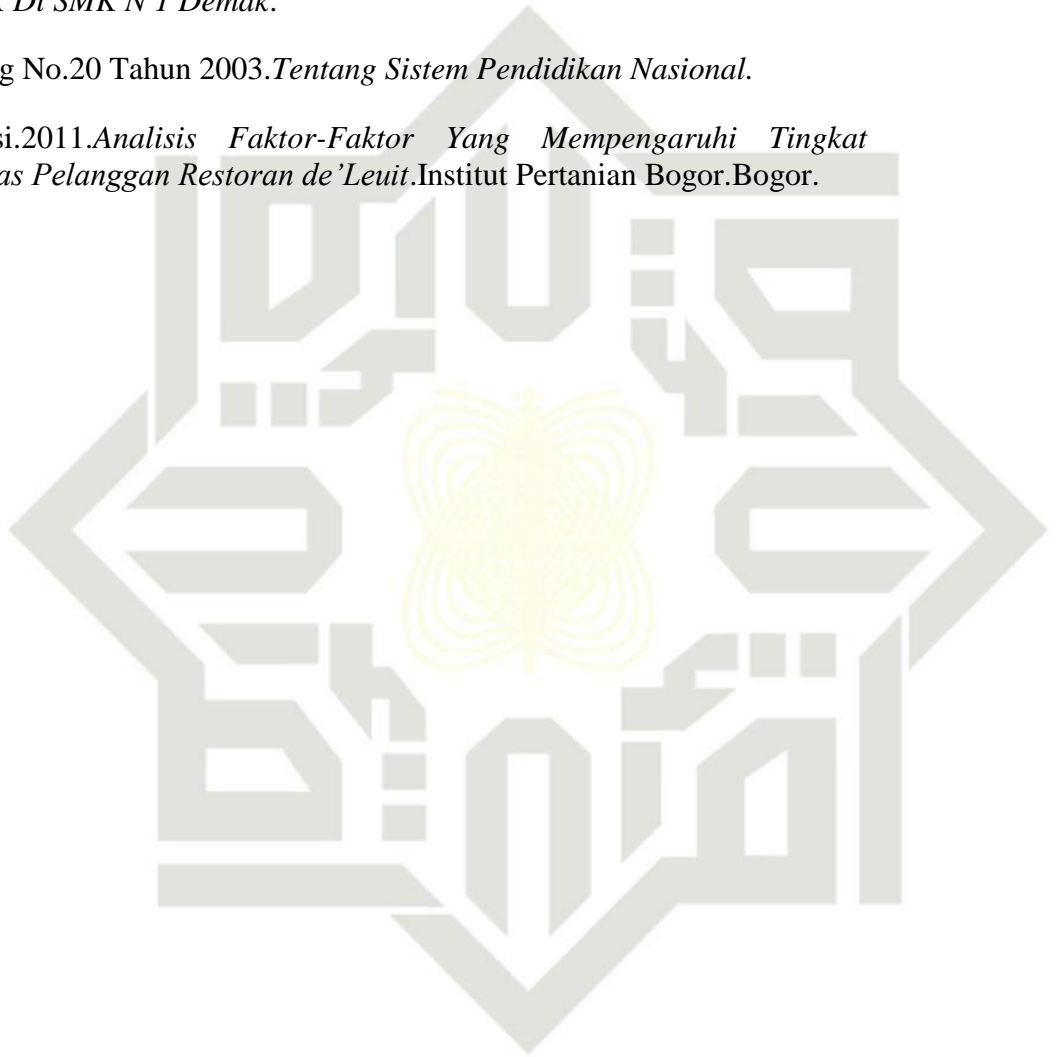 Di SMK N 1 Demak.
g No.20 Tahun 2003.Tentang Sistem Pendidikan Nasional.
si.2011.Analisis Faktor-Faktor Yang Mempengaruhi Tingkat
as Pelanggan Restoran de’Leuit.Institut Pertanian Bogor.Bogor.